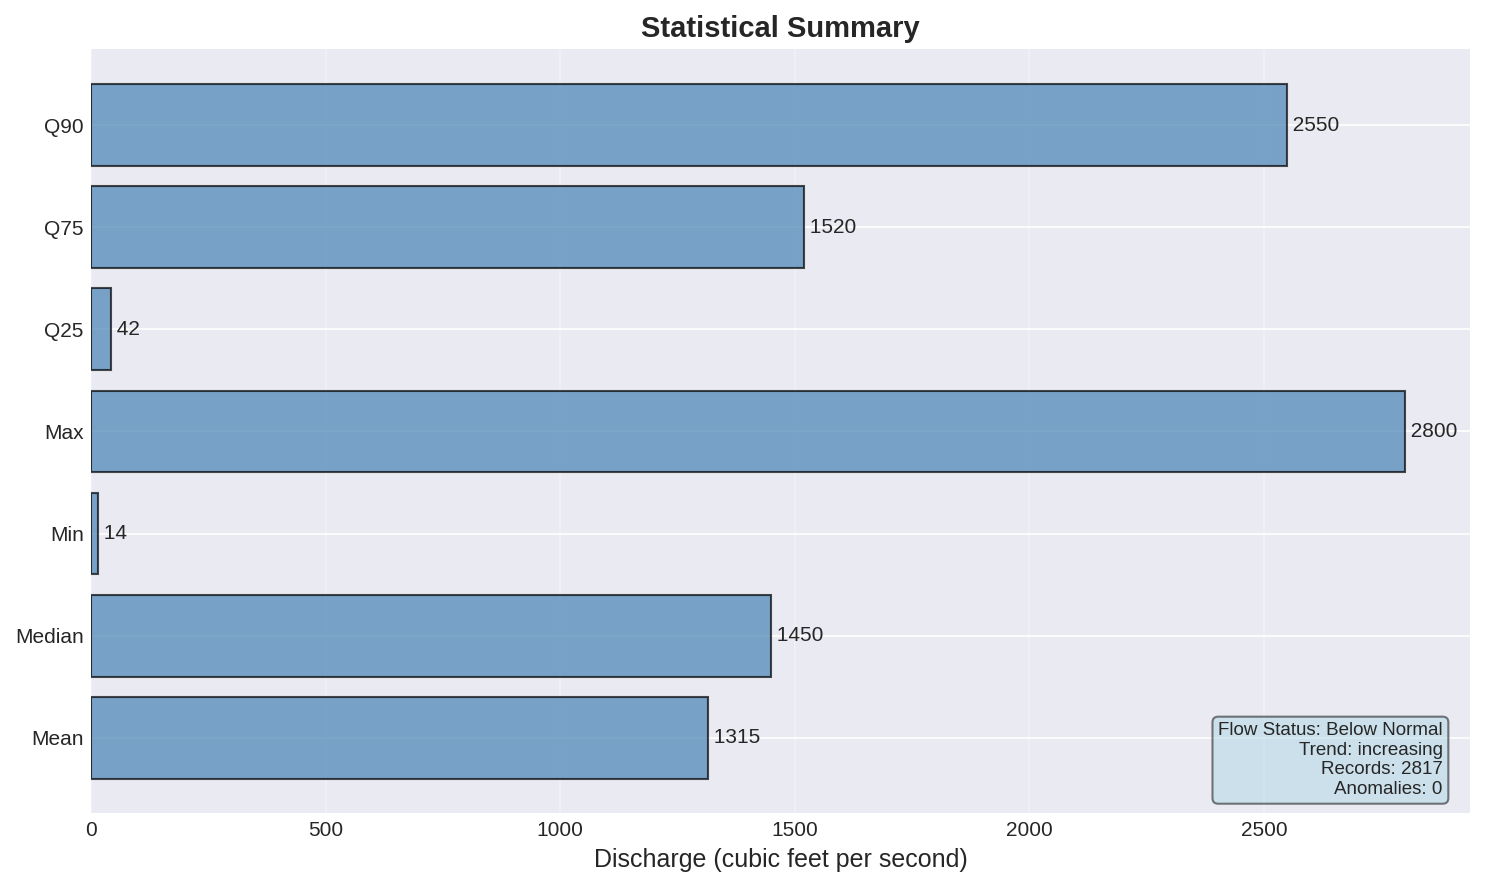 Statistical Summary
Q90
2550
Q75
1520
Q25
42
Max
2800
Min
14
Median
1450
Mean
1315
Flow Status: Below Normal
Trend: increasing
Records: 2817
Anomalies: 0
0
500
1000
1500
2000
2500
Discharge (cubic feet per second)